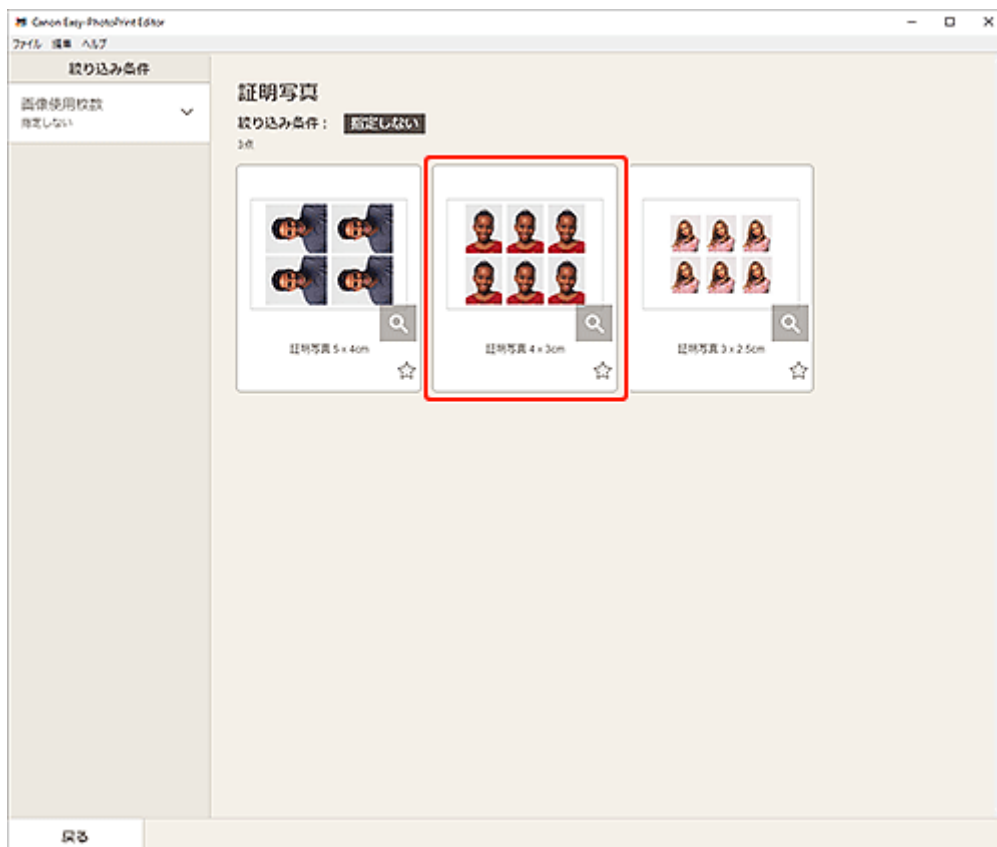 Canon Easy-PhotoPrint Editor
ファイル 編集 ヘルプ
絞り込み条件
画像使用枚数
指定しない
証明写真
絞り込み条件： 指定しない
3点
証明写真 5 x 4cm
証明写真 4 x 3cm
証明写真 3 x 2.5cm
戻る